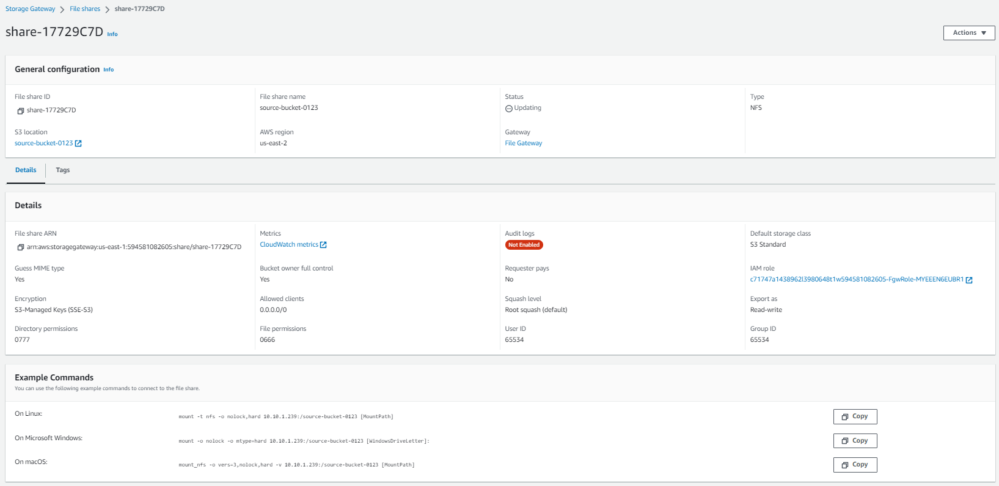 Storage Gateway > File shares > share-17729C7D
share-17729C7D Info
Actions ▼
General configuration Info
File share ID
share-17729C7D
File share name
source-bucket-0123
Status
Updating
Type
NFS
S3 location
source-bucket-0123
AWS region
us-east-2
Gateway
File Gateway
Details
Tags
Details
File share ARN
arn:aws:storagegateway:us-east-1:594581082605:share/share-17729C7D
Metrics
CloudWatch metrics
Audit logs
Not Enabled
Default storage class
S3 Standard
Guess MIME type
Yes
Bucket owner full control
Yes
Requester pays
No
IAM role
c71747a1438962l3980648t1w594581082605-FgwRole-MYEEEN6EUBR1
Encryption
S3-Managed Keys (SSE-S3)
Allowed clients
0.0.0.0/0
Squash level
Root squash (default)
Export as
Read-write
Directory permissions
0777
File permissions
0666
User ID
65534
Group ID
65534
Example Commands
You can use the following example commands to connect to the file share.
On Linux:
mount -t nfs -o nolock,hard 10.10.1.239:/source-bucket-0123 [MountPath]
Copy
On Microsoft Windows:
mount -o nolock -o mtype=hard 10.10.1.239:/source-bucket-0123 [WindowsDriveLetter]:
Copy
On macOS:
mount_nfs -o vers=3,nolock,hard -v 10.10.1.239:/source-bucket-0123 [MountPath]
Copy